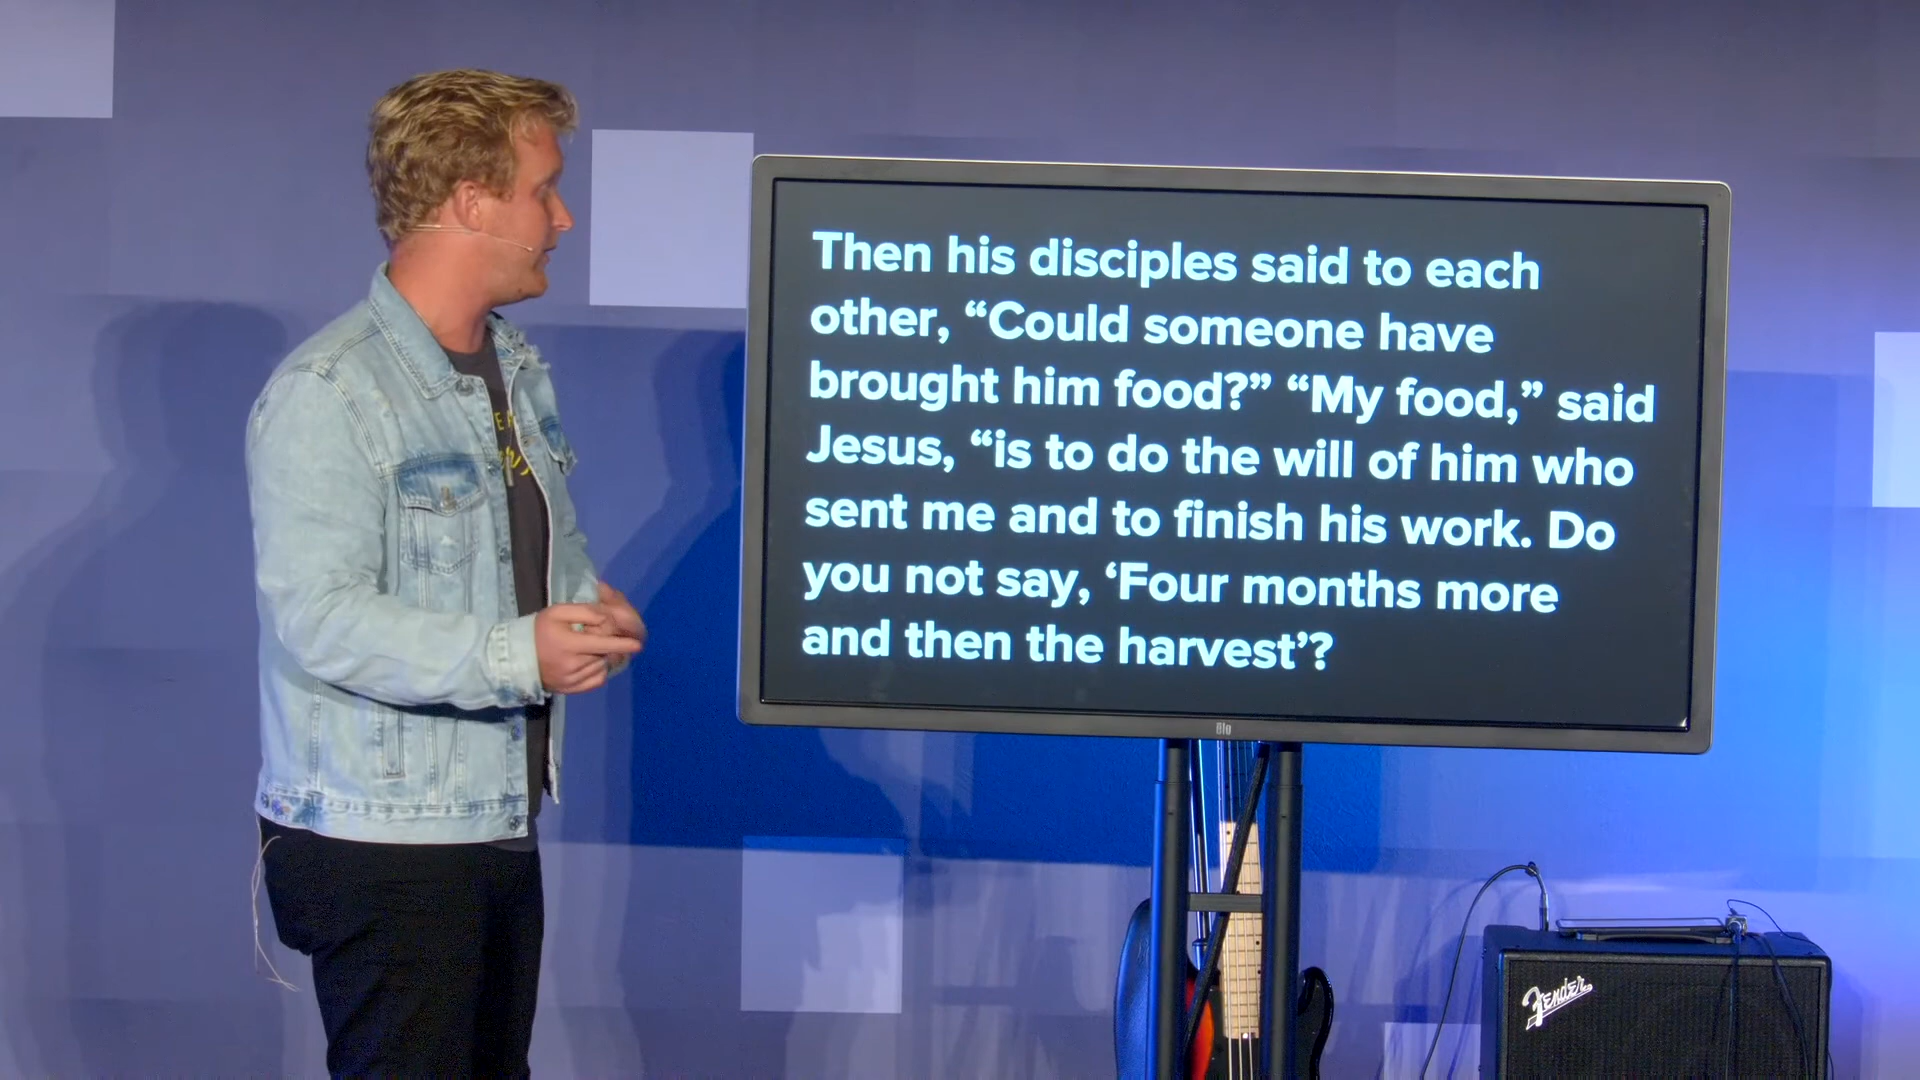 Then his disciples said to each
other, “Could someone have
brought him food?” “My food,” said
Jesus, “is to do the will of him who
sent me and to finish his work. Do
you not say, ‘Four months more
and then the harvest’?
elo
Fender